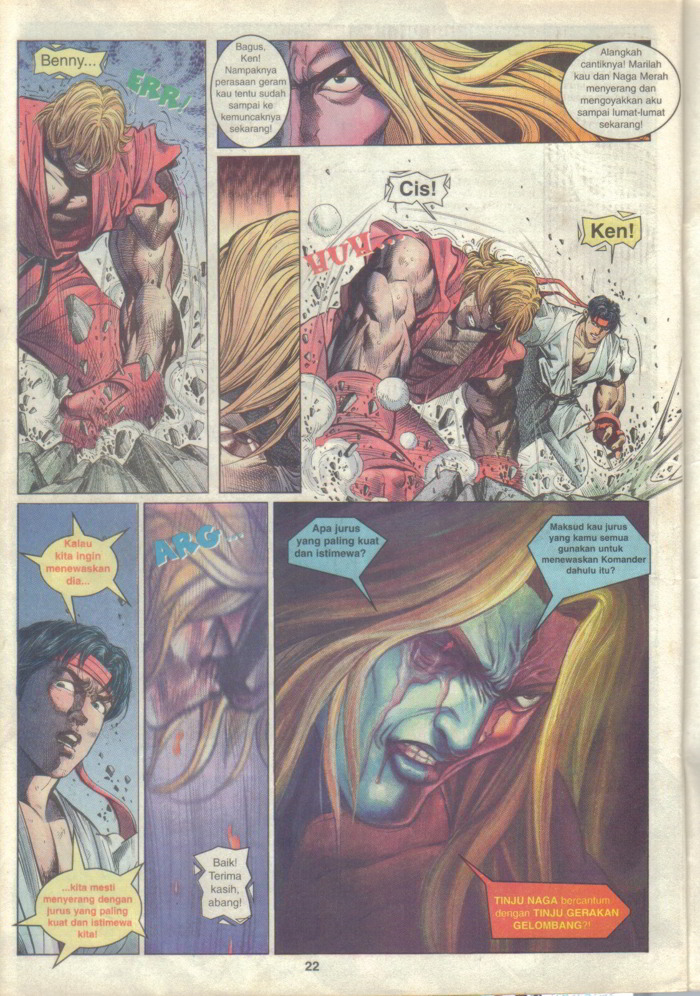 Benny...
ERR!
Bagus,
Ken!
Nampaknya
perasaan geram
kau tentu sudah
sampai ke
kemuncaknya
sekarang!
Alangkah
cantiknya! Marilah
kau dan Naga Merah
menyerang dan
mengoyakkan aku
sampai lumat-lumat
sekarang!
Cis!
HUH...
Ken!
Kalau
kita ingin
menewaskan
dia...
...kita mesti
menyerang dengan
jurus yang paling
kuat dan istimewa
kita!
ARG...
Baik!
Terima
kasih,
abang!
Apa jurus
yang paling kuat
dan istimewa?
Maksud kau jurus
yang kamu semua
gunakan untuk
menewaskan Komander
dahulu itu?
TINJU NAGA bercantum
dengan TINJU GERAKAN
GELOMBANG?!
22